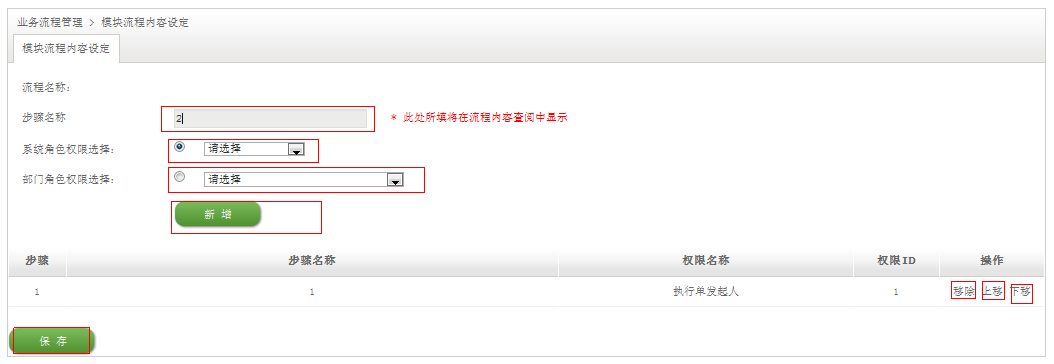 业务流程管理 > 模块流程内容设定
模块流程内容设定
流程名称：
步骤名称 2 * 此处所填将在流程内容查阅中显示
系统角色权限选择： 请选择
部门角色权限选择： 请选择
新 增
步骤 步骤名称 权限名称 权限ID 操作
1 1 执行单发起人 1 移除 上移 下移
保 存